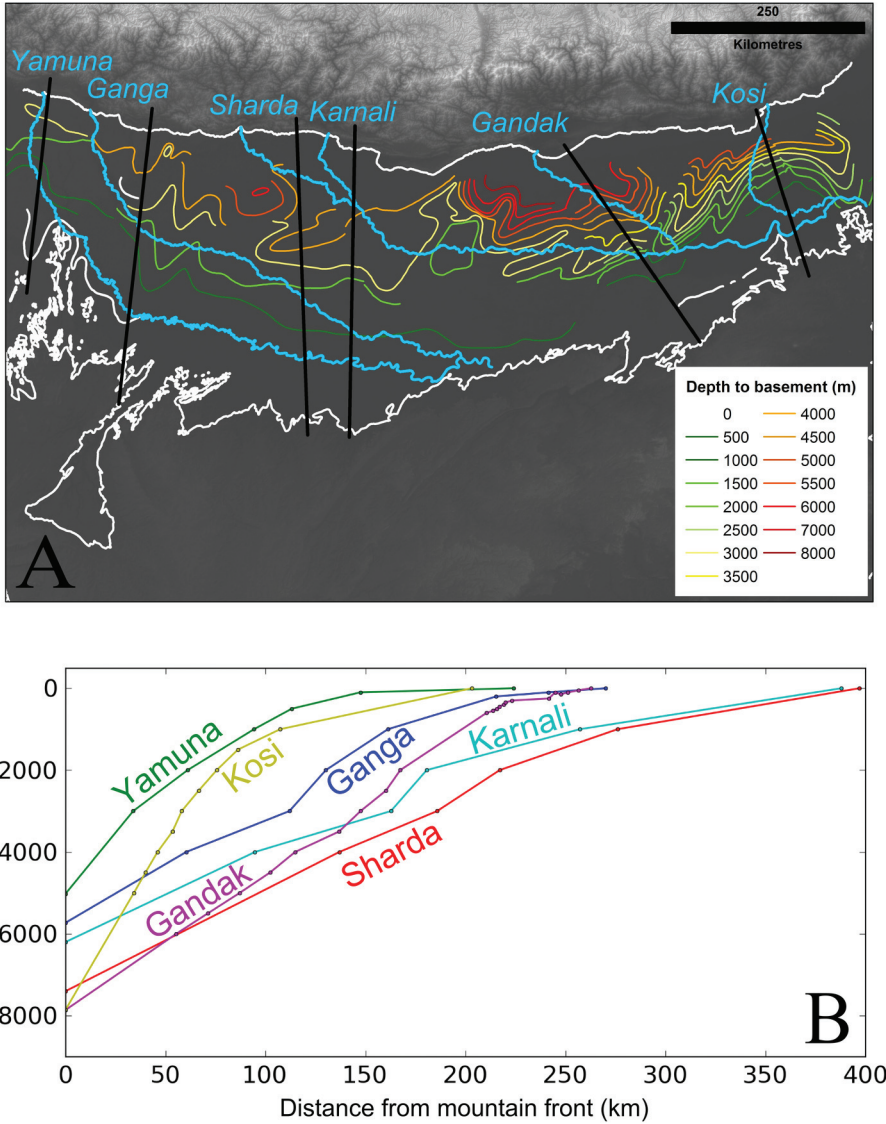 250
Kilometres
Yamuna
Ganga
Sharda
Karnali
Gandak
Kosi
Depth to basement (m)
0 4000
500 4500
1000 5000
1500 5500
2000 6000
2500 7000
3000 8000
3500
A
0
2000
4000
6000
8000
Yamuna
Kosi
Ganga
Karnali
Gandak
Sharda
B
0 50 100 150 200 250 300 350 400
Distance from mountain front (km)